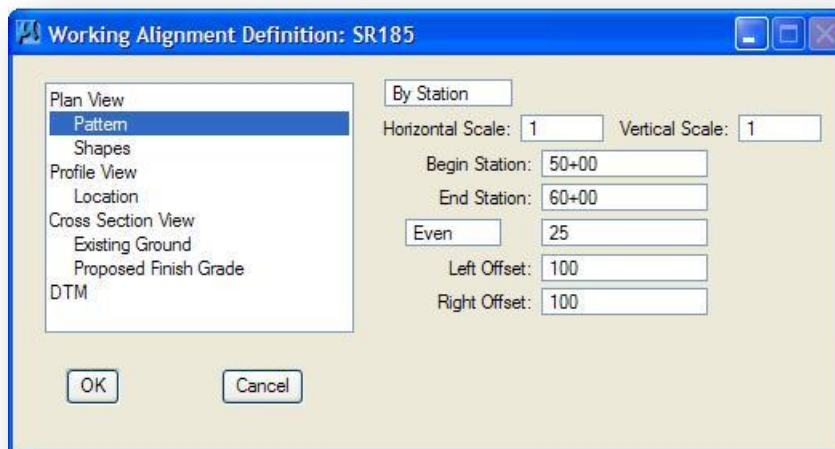 Working Alignment Definition: SR185
Plan View
Pattern
Shapes
Profile View
Location
Cross Section View
Existing Ground
Proposed Finish Grade
DTM
By Station
Horizontal Scale: 1 Vertical Scale: 1
Begin Station: 50+00
End Station: 60+00
Even 25
Left Offset: 100
Right Offset: 100
OK Cancel